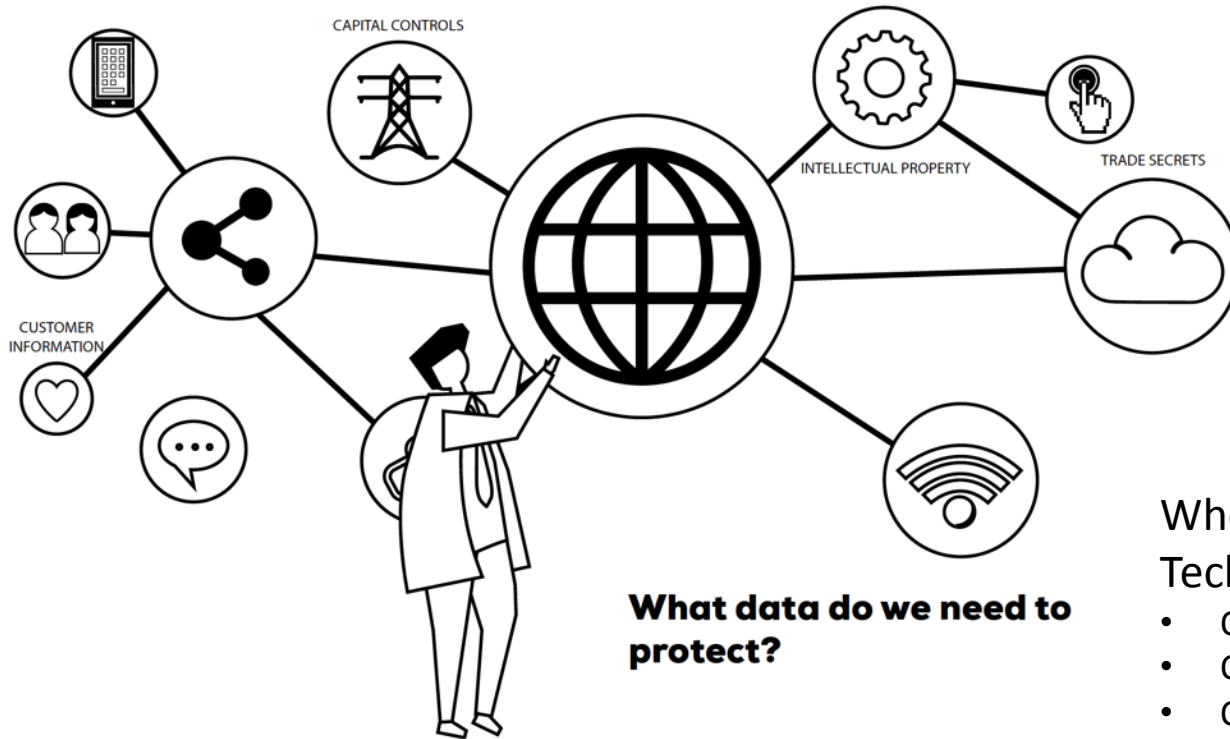 CAPITAL CONTROLS
INTELLECTUAL PROPERTY
TRADE SECRETS
CUSTOMER
INFORMATION
What data do we need to
protect?